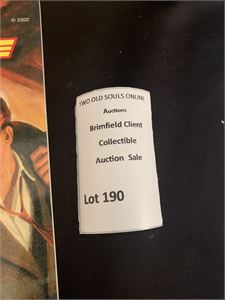 © 2002
TWO OLD SOULS ONLINE
Auctions
Brimfield Client
Collectible
Auction Sale
Lot 190